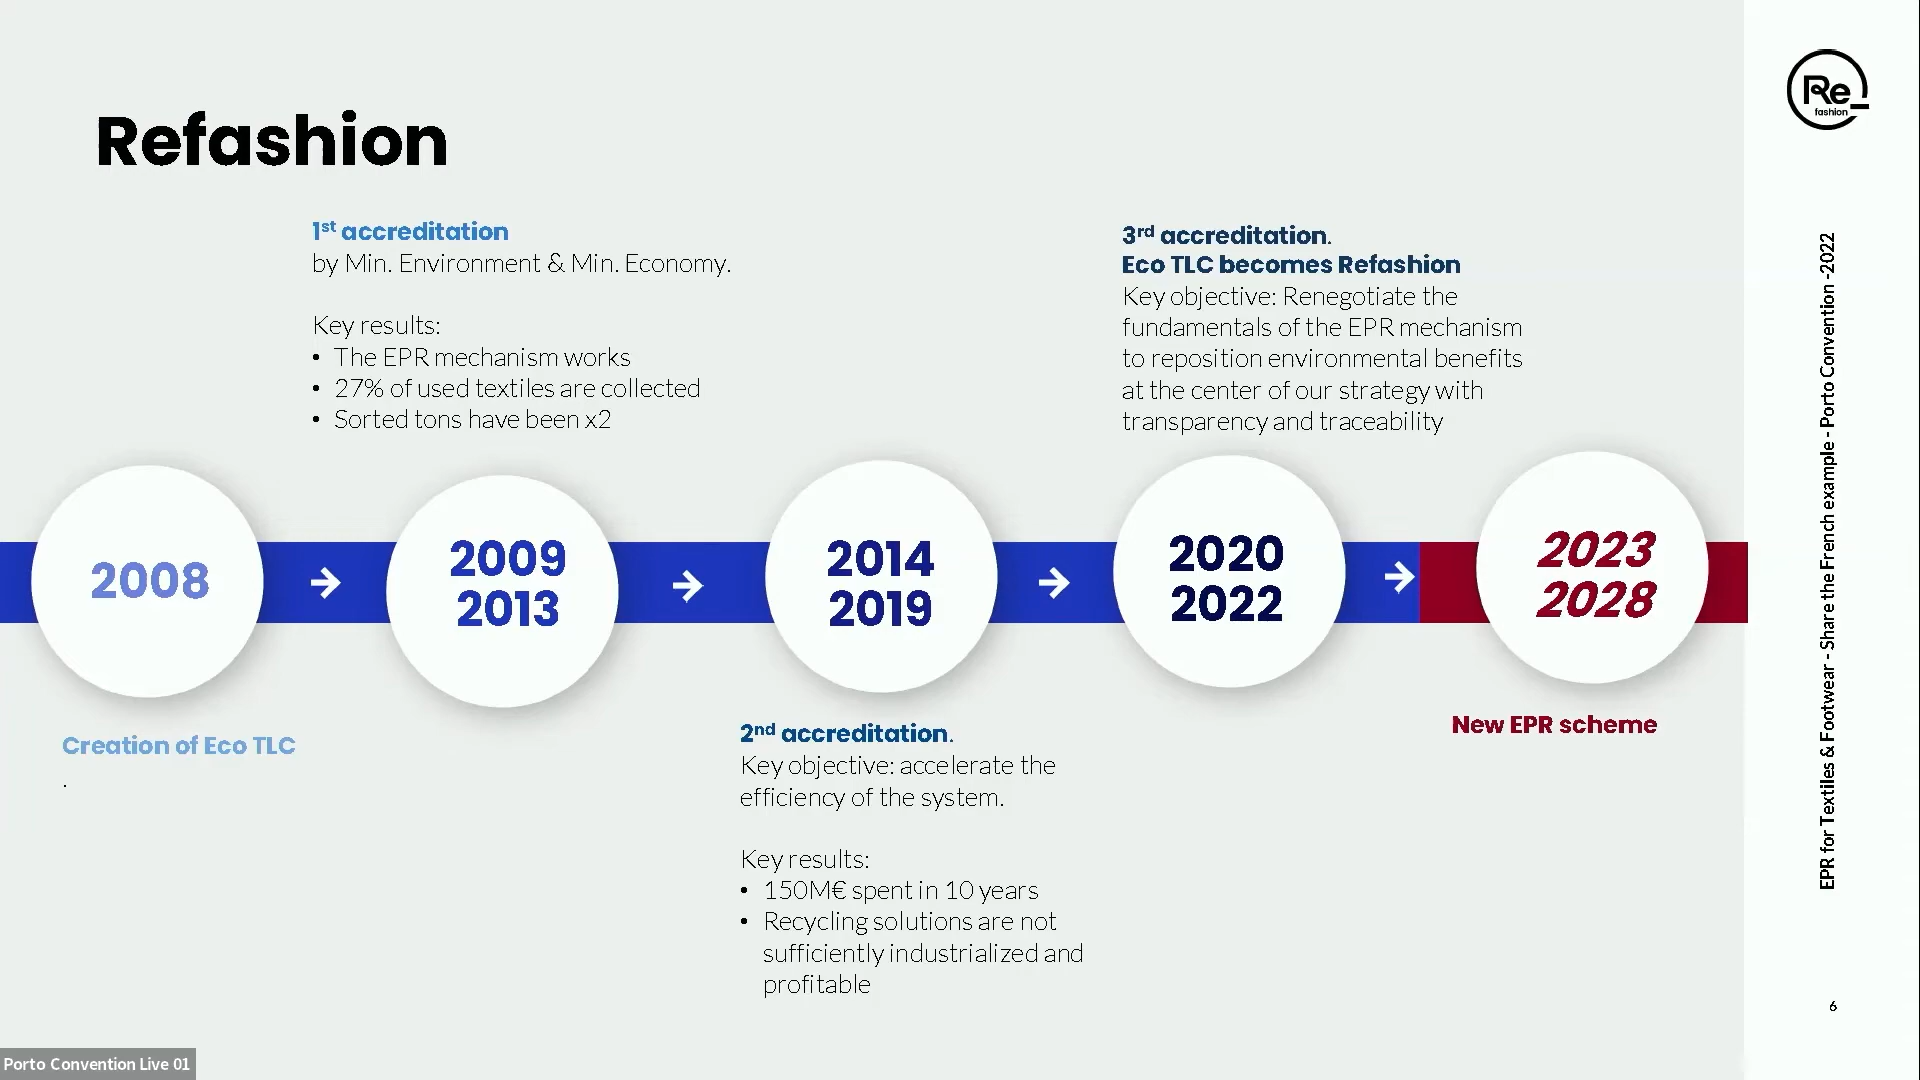 Re_
fashion
Refashion
1st accreditation
by Min. Environment & Min. Economy.
Key results:
• The EPR mechanism works
• 27% of used textiles are collected
• Sorted tons have been x2
3rd accreditation.
Eco TLC becomes Refashion
Key objective: Renegotiate the
fundamentals of the EPR mechanism
to reposition environmental benefits
at the center of our strategy with
transparency and traceability
2008
2009
2013
2014
2019
2020
2022
2023
2028
Creation of Eco TLC
.
2nd accreditation.
Key objective: accelerate the
efficiency of the system.
Key results:
• 150M€ spent in 10 years
• Recycling solutions are not
sufficiently industrialized and
profitable
New EPR scheme
EPR for Textiles & Footwear - Share the French example - Porto Convention -2022
6
Porto Convention Live 01